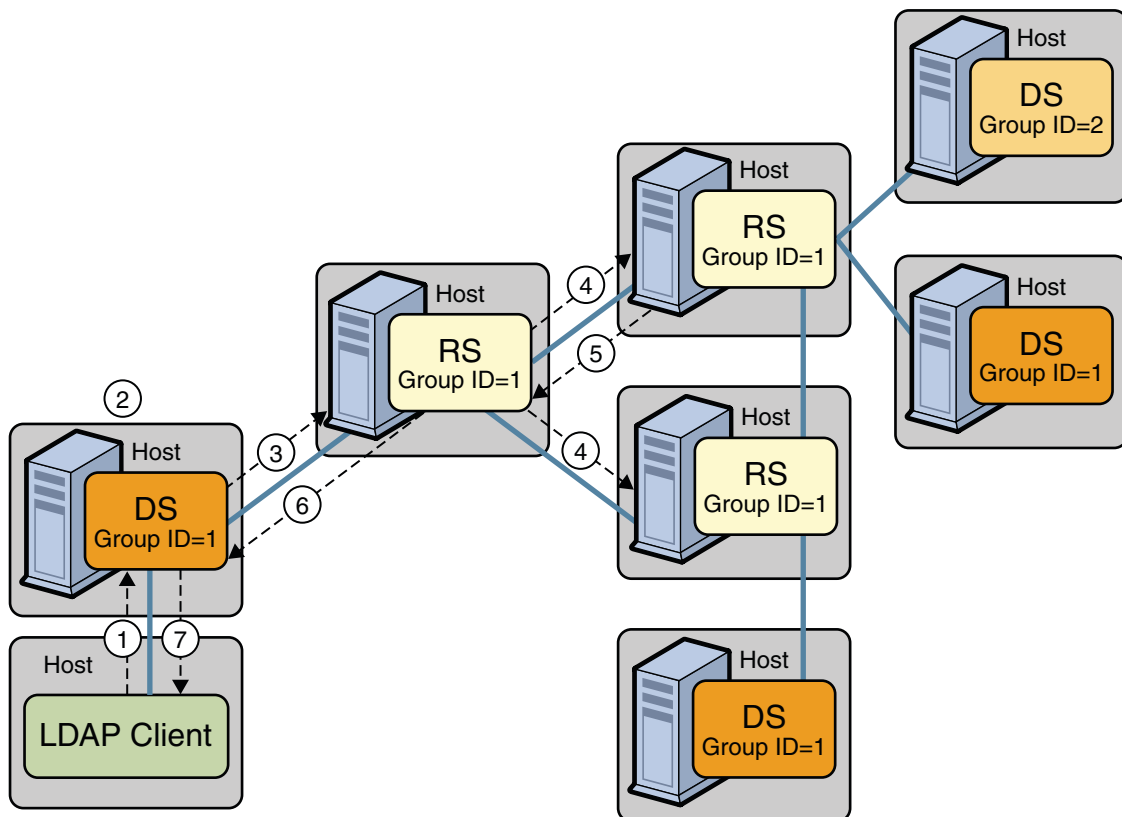 Host
DS
Group ID=2
Host
RS
Group ID=1
Host
DS
Group ID=1
Host
RS
Group ID=1
4
5
4
Host
RS
Group ID=1
2
Host
DS
Group ID=1
3
6
1
7
Host
LDAP Client
Host
DS
Group ID=1